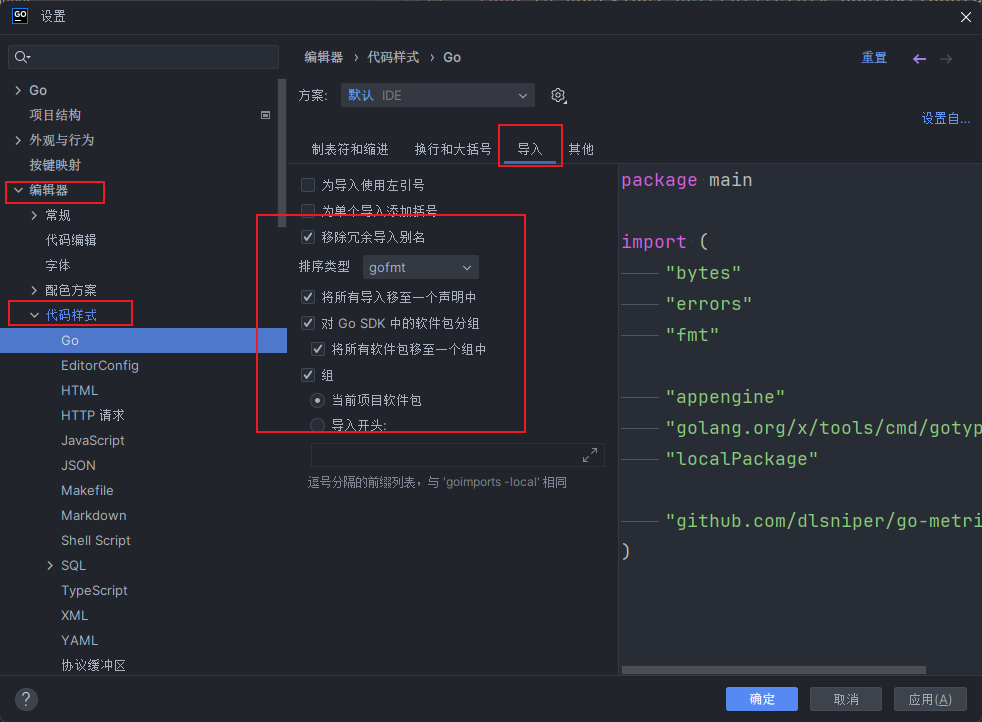 GO 设置
编辑器 › 代码样式 › Go
重置
方案:
默认 IDE
设置自...
Go
项目结构
外观与行为
按键映射
编辑器
常规
代码编辑
字体
配色方案
代码样式
Go
EditorConfig
HTML
HTTP 请求
JavaScript
JSON
Makefile
Markdown
Shell Script
SQL
TypeScript
XML
YAML
协议缓冲区
制表符和缩进 换行和大括号 导入 其他
为导入使用左引号
为单个导入添加括号
移除冗余导入别名
排序类型 gofmt
将所有导入移至一个声明中
对 Go SDK 中的软件包分组
将所有软件包移至一个组中
组
当前项目软件包
导入开头:
逗号分隔的前缀列表，与 'goimports -local' 相同
package main
import (
"bytes"
"errors"
"fmt"
"appengine"
"golang.org/x/tools/cmd/gotyp
"localPackage"
"github.com/dlsniper/go-metri
)
?
确定
取消
应用(A)